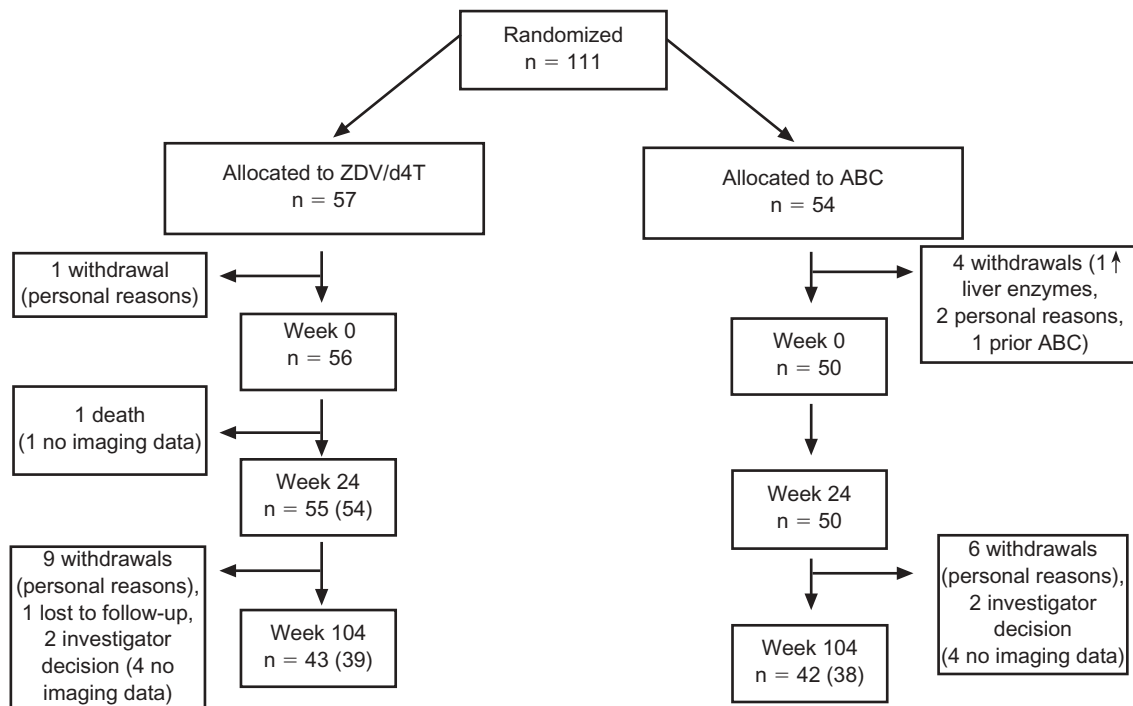 Randomized
n = 111
Allocated to ZDV/d4T
n = 57
Allocated to ABC
n = 54
1 withdrawal
(personal reasons)
4 withdrawals (1↑
liver enzymes,
2 personal reasons,
1 prior ABC)
Week 0
n = 56
Week 0
n = 50
1 death
(1 no imaging data)
Week 24
n = 55 (54)
Week 24
n = 50
9 withdrawals
(personal reasons),
1 lost to follow-up,
2 investigator
decision (4 no
imaging data)
6 withdrawals
(personal reasons),
2 investigator
decision
(4 no imaging data)
Week 104
n = 43 (39)
Week 104
n = 42 (38)